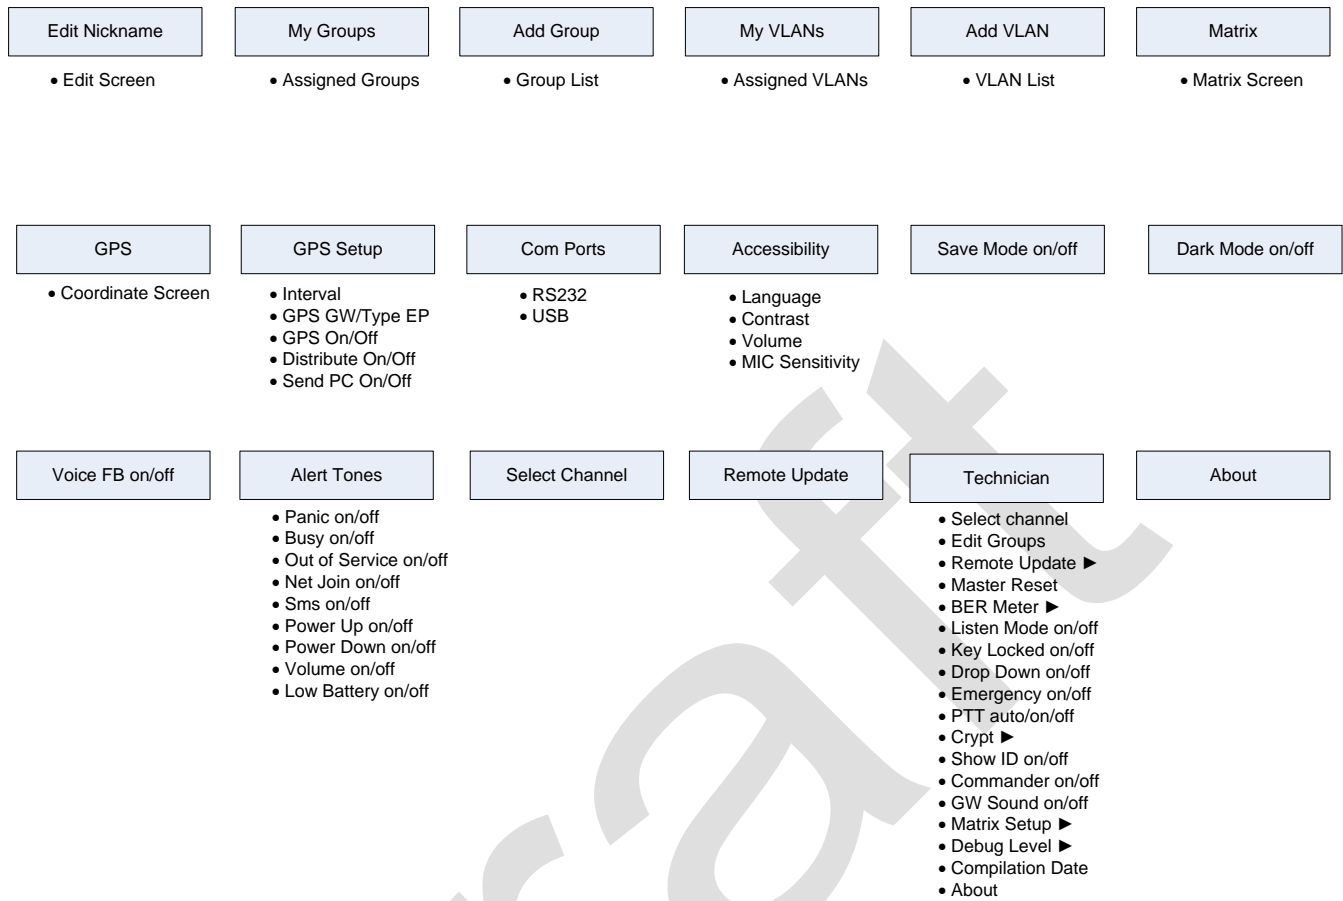 Edit Nickname
• Edit Screen
My Groups
• Assigned Groups
Add Group
• Group List
My VLANs
• Assigned VLANs
Add VLAN
• VLAN List
Matrix
• Matrix Screen
GPS
• Coordinate Screen
GPS Setup
• Interval
• GPS GW/Type EP
• GPS On/Off
• Distribute On/Off
• Send PC On/Off
Com Ports
• RS232
• USB
Accessibility
• Language
• Contrast
• Volume
• MIC Sensitivity
Save Mode on/off
Dark Mode on/off
Voice FB on/off
Alert Tones
• Panic on/off
• Busy on/off
• Out of Service on/off
• Net Join on/off
• Sms on/off
• Power Up on/off
• Power Down on/off
• Volume on/off
• Low Battery on/off
Select Channel
Remote Update
Technician
• Select channel
• Edit Groups
• Remote Update ►
• Master Reset
• BER Meter ►
• Listen Mode on/off
• Key Locked on/off
• Drop Down on/off
• Emergency on/off
• PTT auto/on/off
• Crypt ►
• Show ID on/off
• Commander on/off
• GW Sound on/off
• Matrix Setup ►
• Debug Level ►
• Compilation Date
• About
About
raft